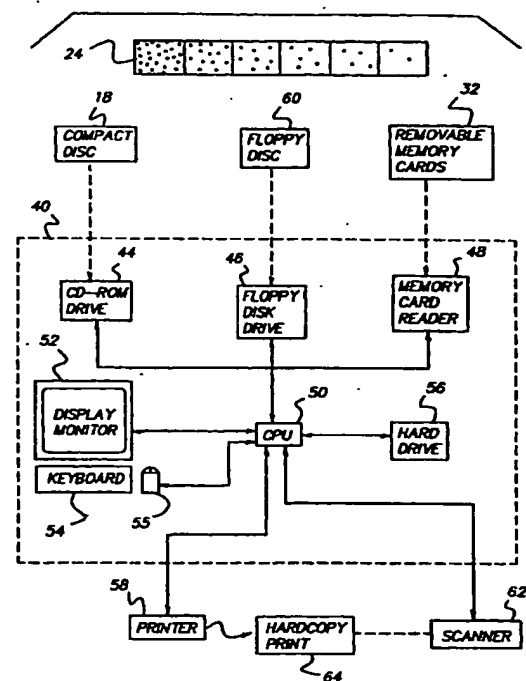 24
18 60 32
COMPACT DISC
FLOPPY DISC
REMOVABLE MEMORY CARDS
40
44 46 48
CD-ROM DRIVE
FLOPPY DISK DRIVE
MEMORY CARD READER
52
50
56
DISPLAY MONITOR
CPU
HARD DRIVE
KEYBOARD
54
55
58
62
PRINTER
HARDCOPY PRINT
SCANNER
64